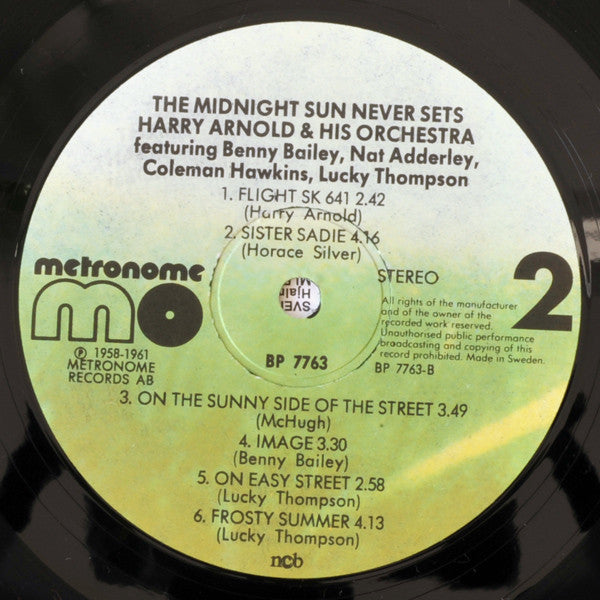 THE MIDNIGHT SUN NEVER SETS
HARRY ARNOLD & HIS ORCHESTRA
featuring Benny Bailey, Nat Adderley,
Coleman Hawkins, Lucky Thompson
1. FLIGHT SK 641 2.42
(Harry Arnold)
2. SISTER SADIE 4.16
(Horace Silver)
metronome
mo
℗ 1958-1961
METRONOME
RECORDS AB
BP 7763
STEREO
2
All rights of the manufacturer
and of the owner of the
recorded work reserved.
Unauthorised public performance
broadcasting and copying of this
record prohibited. Made in Sweden.
BP 7763-B
3. ON THE SUNNY SIDE OF THE STREET 3.49
(McHugh)
4. IMAGE 3.30
(Benny Bailey)
5. ON EASY STREET 2.58
(Lucky Thompson)
6. FROSTY SUMMER 4.13
(Lucky Thompson)
ncb